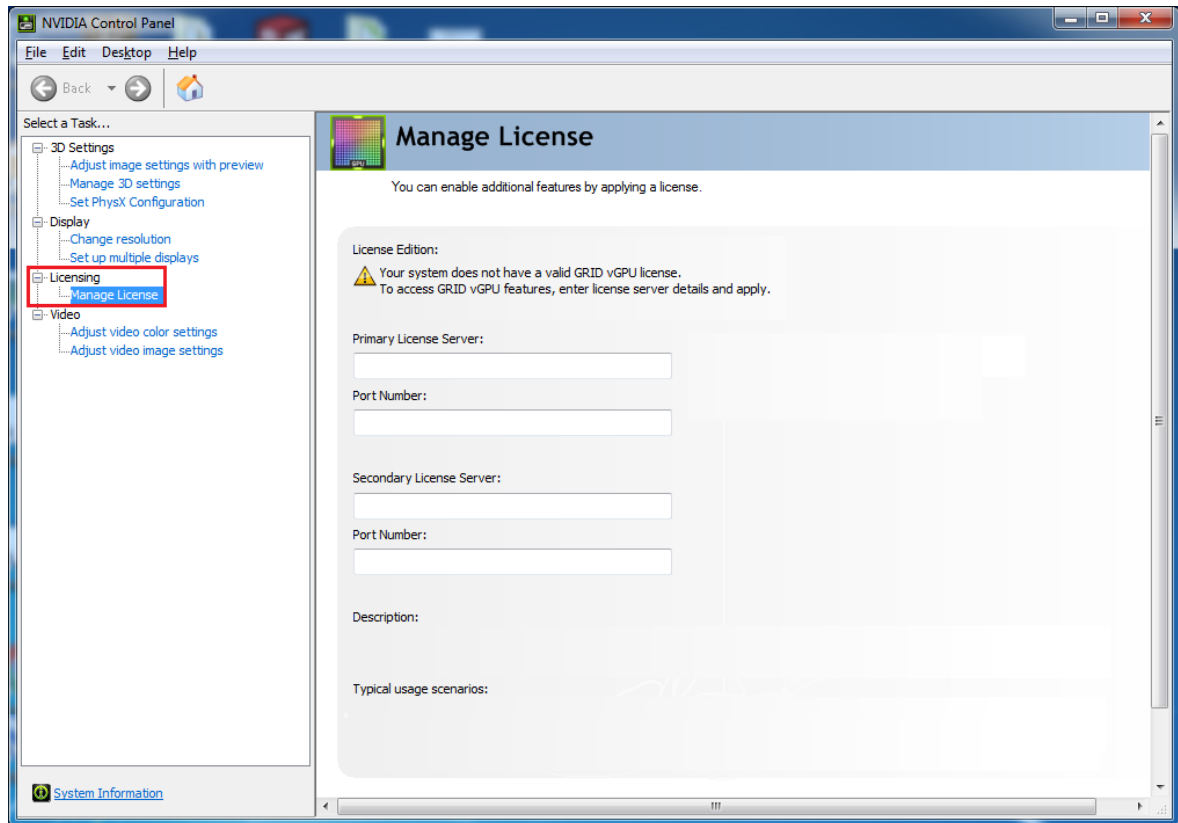 NVIDIA Control Panel
File Edit Desktop Help
Back
Select a Task...
3D Settings
Adjust image settings with preview
Manage 3D settings
Set PhysX Configuration
Display
Change resolution
Set up multiple displays
Licensing
Manage License
Video
Adjust video color settings
Adjust video image settings
System Information
GPU
Manage License
You can enable additional features by applying a license.
License Edition:
Your system does not have a valid GRID vGPU license.
To access GRID vGPU features, enter license server details and apply.
Primary License Server:
Port Number:
Secondary License Server:
Port Number:
Description:
Typical usage scenarios: